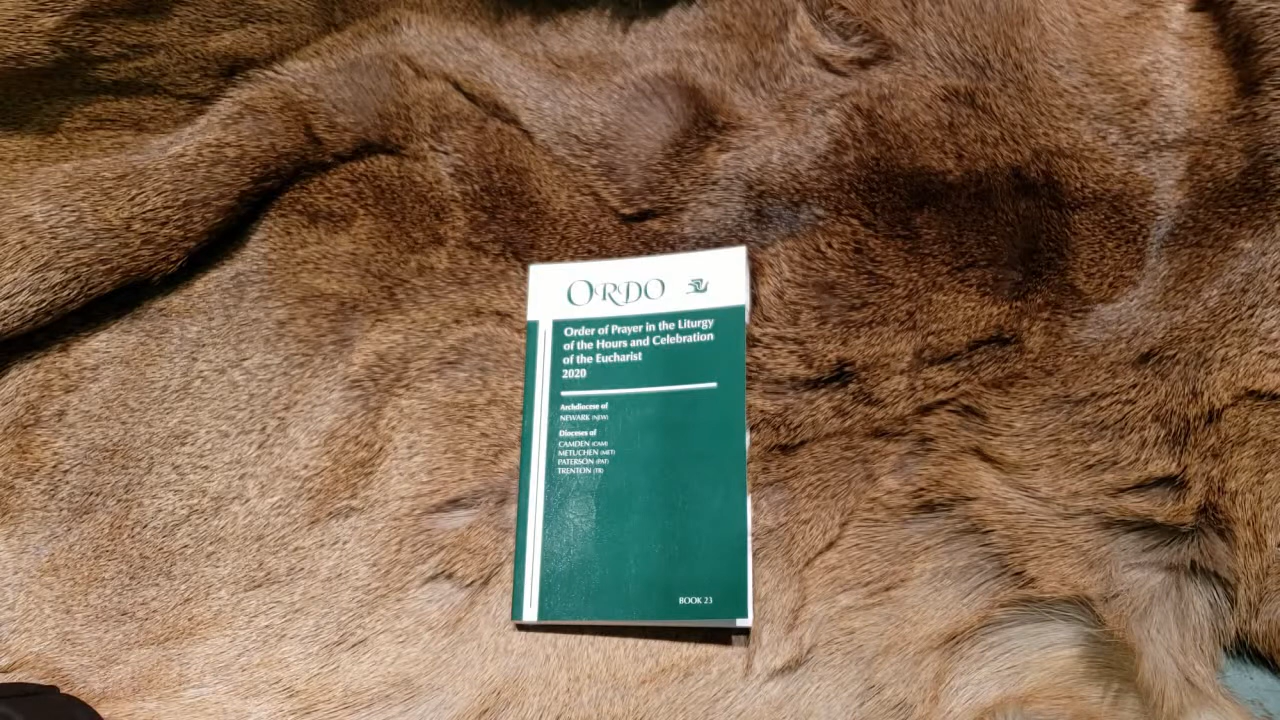 ORDO
Order of Prayer in the Liturgy
of the Hours and Celebration
of the Eucharist
2020
Archdiocese of
NEWARK (NEW)
Dioceses of
CAMDEN (CAM)
METUCHEN (MET)
PATERSON (PAT)
TRENTON (TR)
BOOK 23